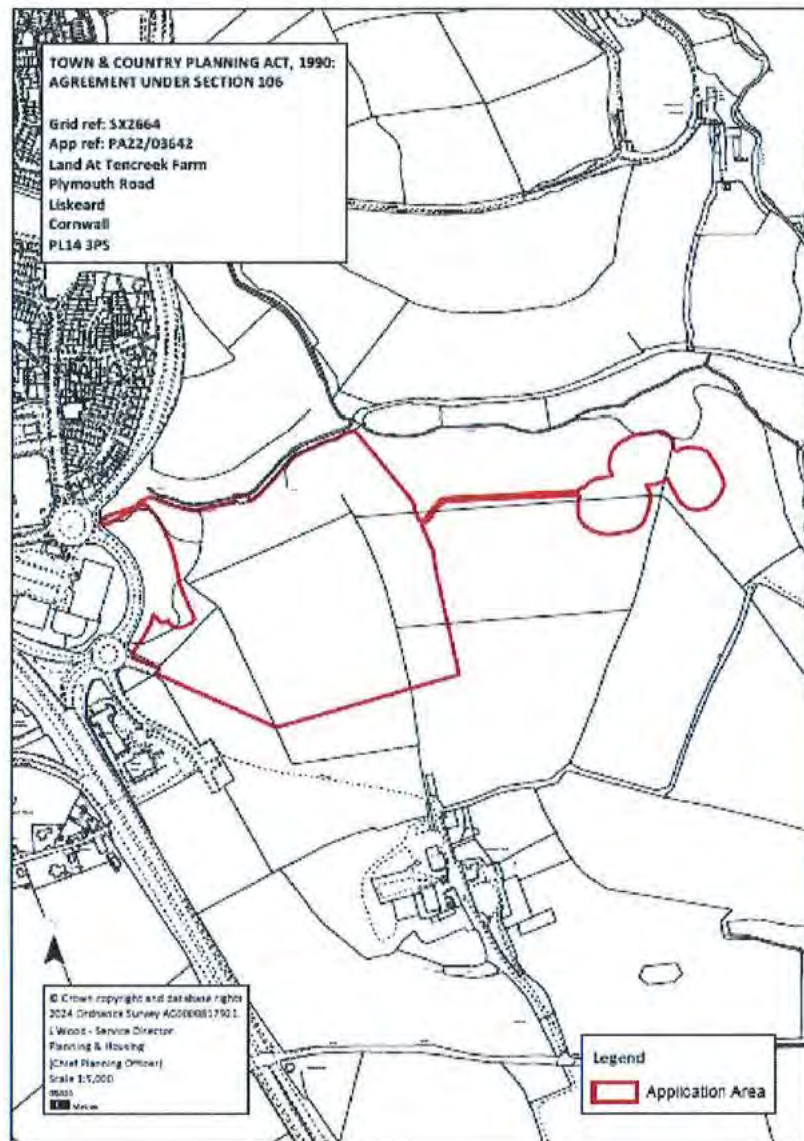 TOWN & COUNTRY PLANNING ACT, 1990:
AGREEMENT UNDER SECTION 106
Grid ref: SX2664
App ref: PA22/03642
Land At Tencreek Farm
Plymouth Road
Liskeard
Cornwall
PL14 3PS
© Crown copyright and database rights
2024 Ordnance Survey
L Wood - Service Director
Planning & Housing
(Chief Planning Officer)
Scale 1:5,000
Metres
Legend
Application Area